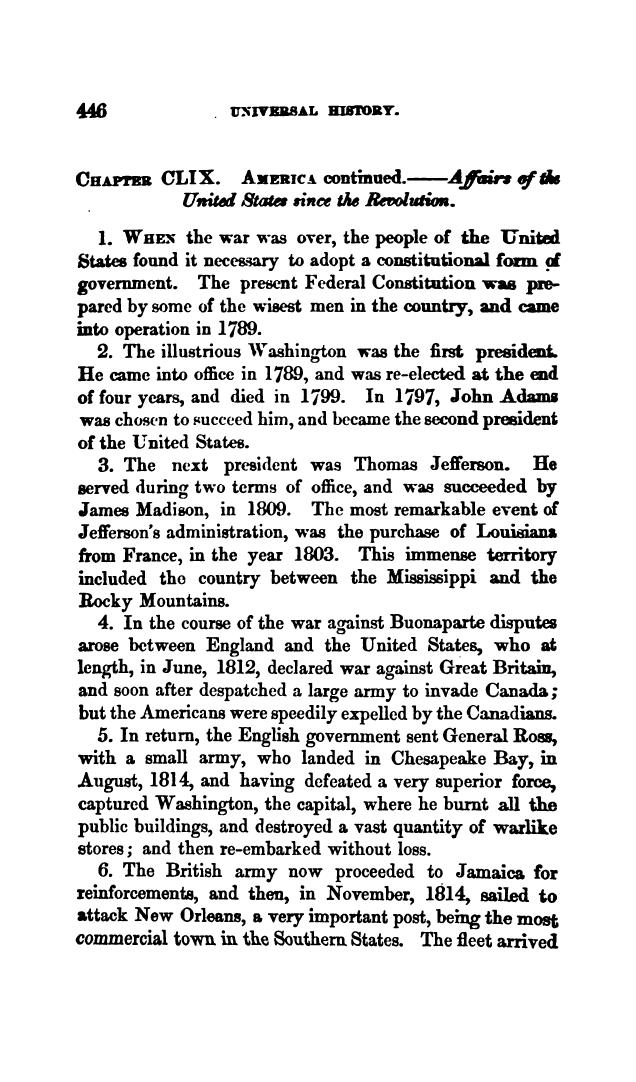 446 UNIVERSAL HISTORY.
CHAPTER CLIX. AMERICA continued.——Affairs of the
United States since the Revolution.
1. WHEN the war was over, the people of the United
States found it necessary to adopt a constitutional form of
government. The present Federal Constitution was pre-
pared by some of the wisest men in the country, and came
into operation in 1789.
2. The illustrious Washington was the first president.
He came into office in 1789, and was re-elected at the end
of four years, and died in 1799. In 1797, John Adams
was chosen to succeed him, and became the second president
of the United States.
3. The next president was Thomas Jefferson. He
served during two terms of office, and was succeeded by
James Madison, in 1809. The most remarkable event of
Jefferson's administration, was the purchase of Louisiana
from France, in the year 1803. This immense territory
included the country between the Mississippi and the
Rocky Mountains.
4. In the course of the war against Buonaparte disputes
arose between England and the United States, who at
length, in June, 1812, declared war against Great Britain,
and soon after despatched a large army to invade Canada;
but the Americans were speedily expelled by the Canadians.
5. In return, the English government sent General Ross,
with a small army, who landed in Chesapeake Bay, in
August, 1814, and having defeated a very superior force,
captured Washington, the capital, where he burnt all the
public buildings, and destroyed a vast quantity of warlike
stores; and then re-embarked without loss.
6. The British army now proceeded to Jamaica for
reinforcements, and then, in November, 1814, sailed to
attack New Orleans, a very important post, being the most
commercial town in the Southern States. The fleet arrived